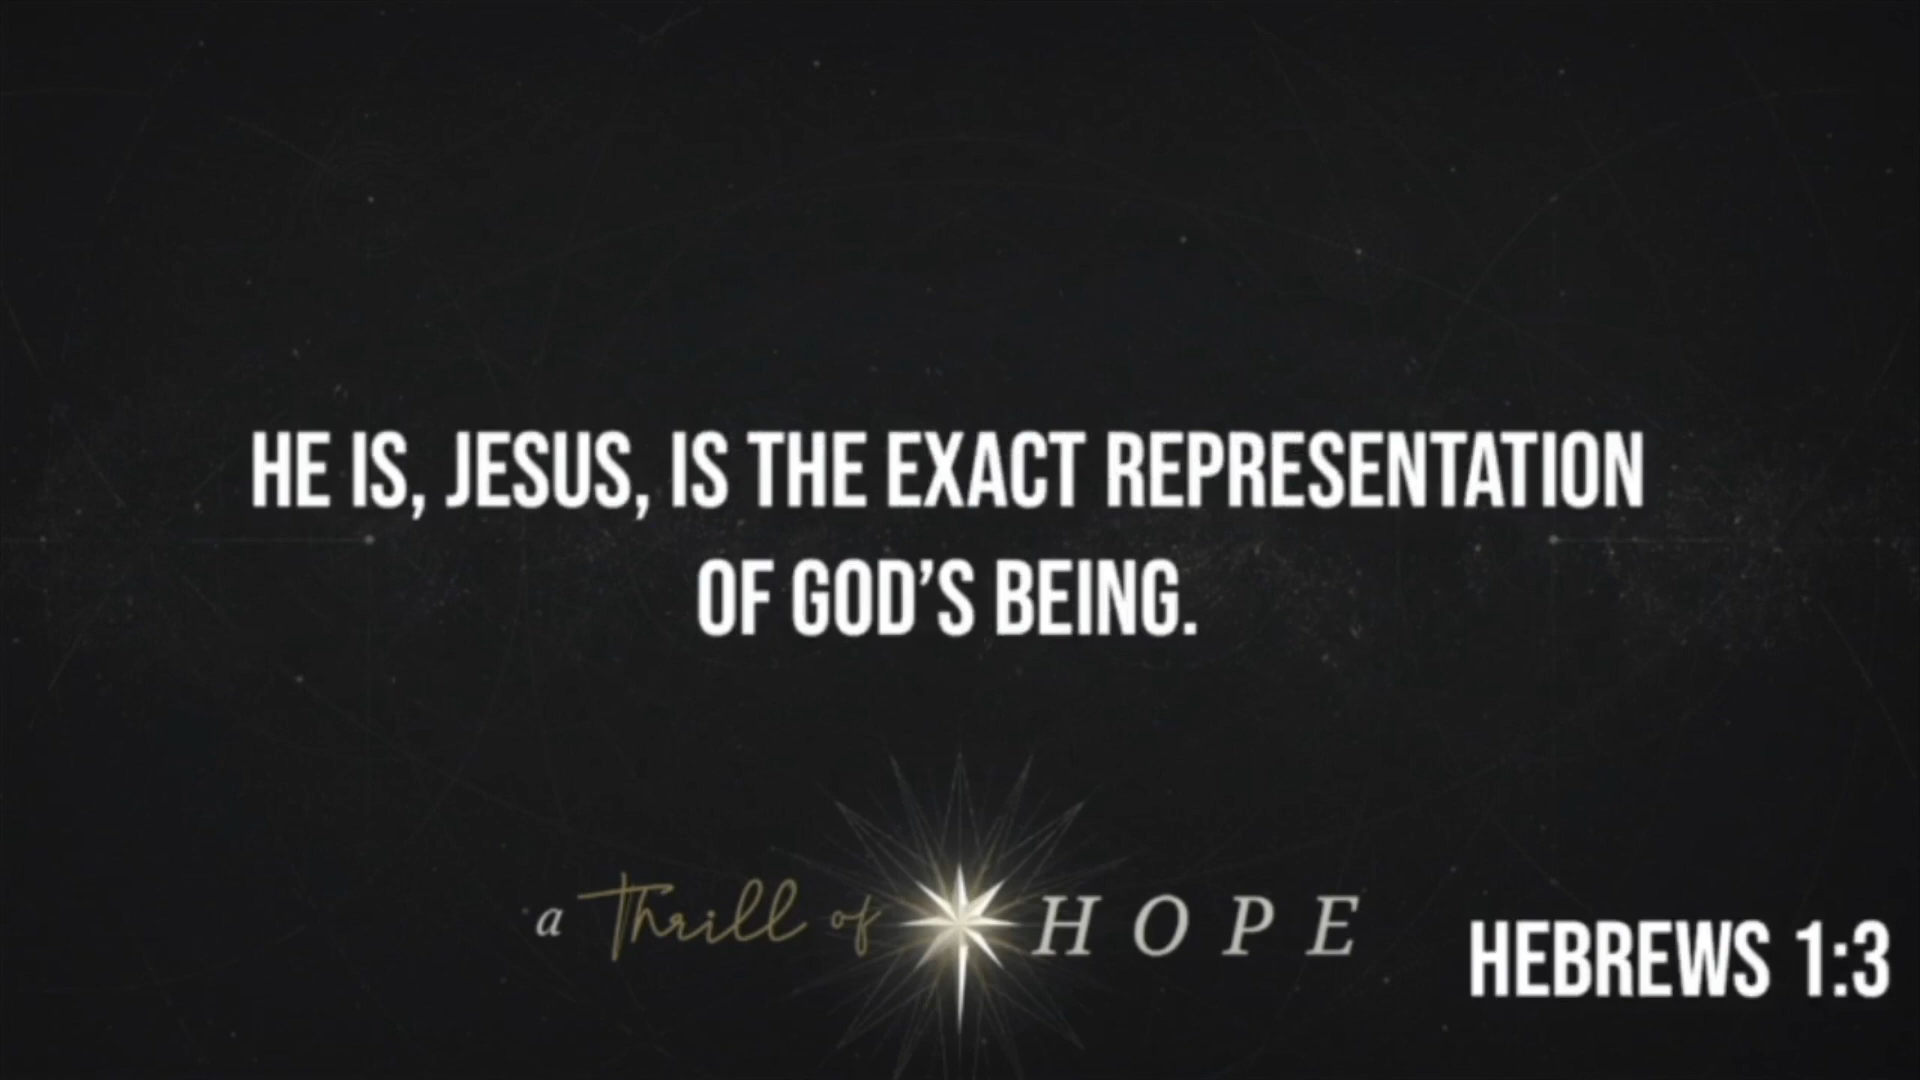 HE IS, JESUS, IS THE EXACT REPRESENTATION
OF GOD’S BEING.
a Thrill of HOPE
HEBREWS 1:3